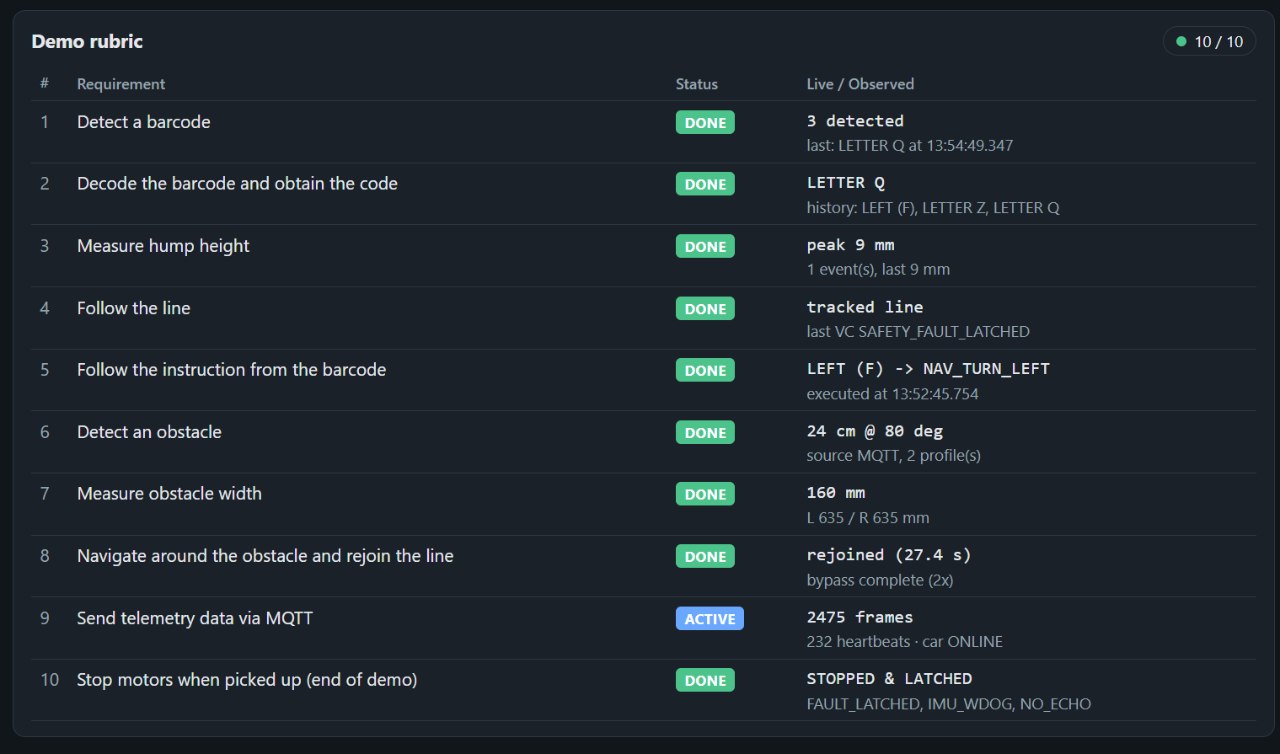 Demo rubric
10 / 10
# Requirement Status Live / Observed
1 Detect a barcode DONE 3 detected
last: LETTER Q at 13:54:49.347
2 Decode the barcode and obtain the code DONE LETTER Q
history: LEFT (F), LETTER Z, LETTER Q
3 Measure hump height DONE peak 9 mm
1 event(s), last 9 mm
4 Follow the line DONE tracked line
last VC SAFETY_FAULT_LATCHED
5 Follow the instruction from the barcode DONE LEFT (F) -> NAV_TURN_LEFT
executed at 13:52:45.754
6 Detect an obstacle DONE 24 cm @ 80 deg
source MQTT, 2 profile(s)
7 Measure obstacle width DONE 160 mm
L 635 / R 635 mm
8 Navigate around the obstacle and rejoin the line DONE rejoined (27.4 s)
bypass complete (2x)
9 Send telemetry data via MQTT ACTIVE 2475 frames
232 heartbeats · car ONLINE
10 Stop motors when picked up (end of demo) DONE STOPPED & LATCHED
FAULT_LATCHED, IMU_WDOG, NO_ECHO